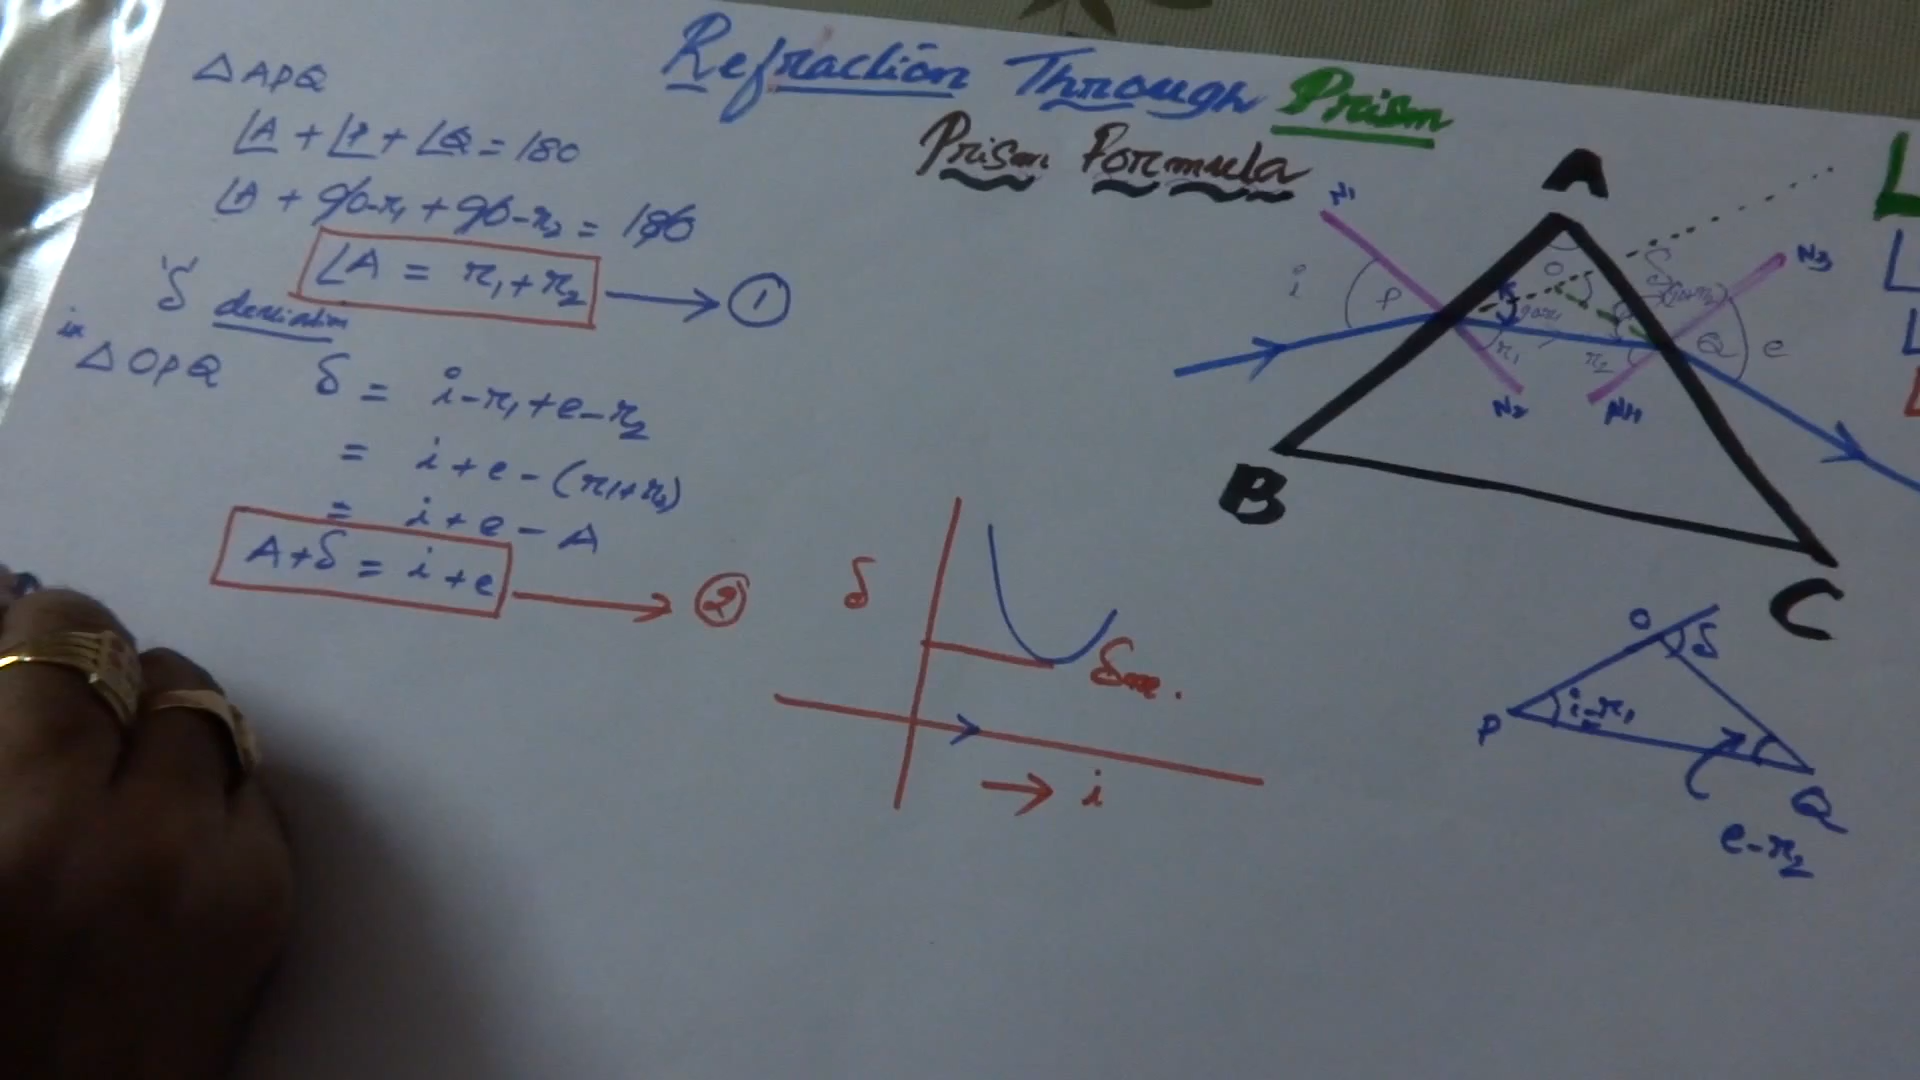 Refraction Through Prism
Prism Formula
△APQ
∠A + ∠P + ∠Q = 180
∠A + 90-r₁ + 90-r₂ = 180
∠A = r₁+r₂ → ①
'δ' deviation
in △OPQ δ = i-r₁+e-r₂
= i+e-(r₁+r₂)
= i+e-A
A+δ = i+e → ②
δ
δm.
→ i
A
B
C
N1
N2
N3
N4
i
P
O
r₁
r₂
Q
e
O
δ
P
i-r₁
Q
e-r₂